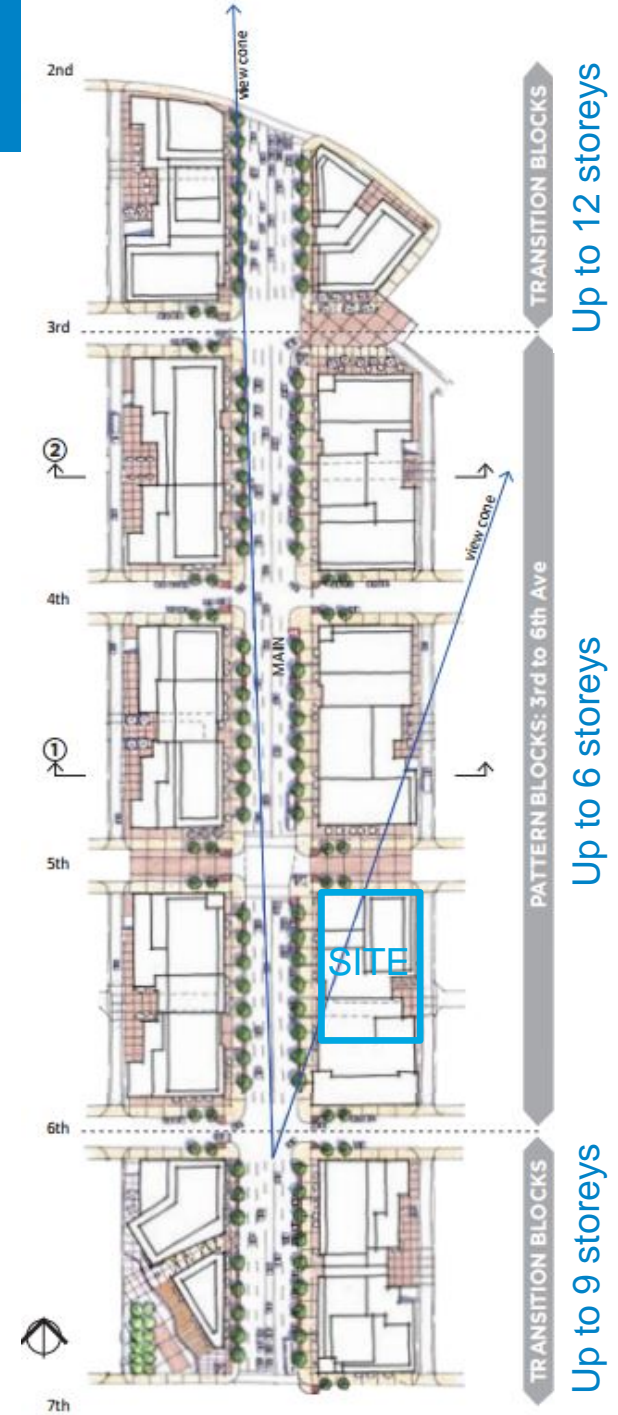 2nd
view cone
TRANSITION BLOCKS
Up to 12 storeys
3rd
2
view cone
4th
MAIN
PATTERN BLOCKS: 3rd to 6th Ave
Up to 6 storeys
1
5th
SITE
6th
TRANSITION BLOCKS
Up to 9 storeys
7th